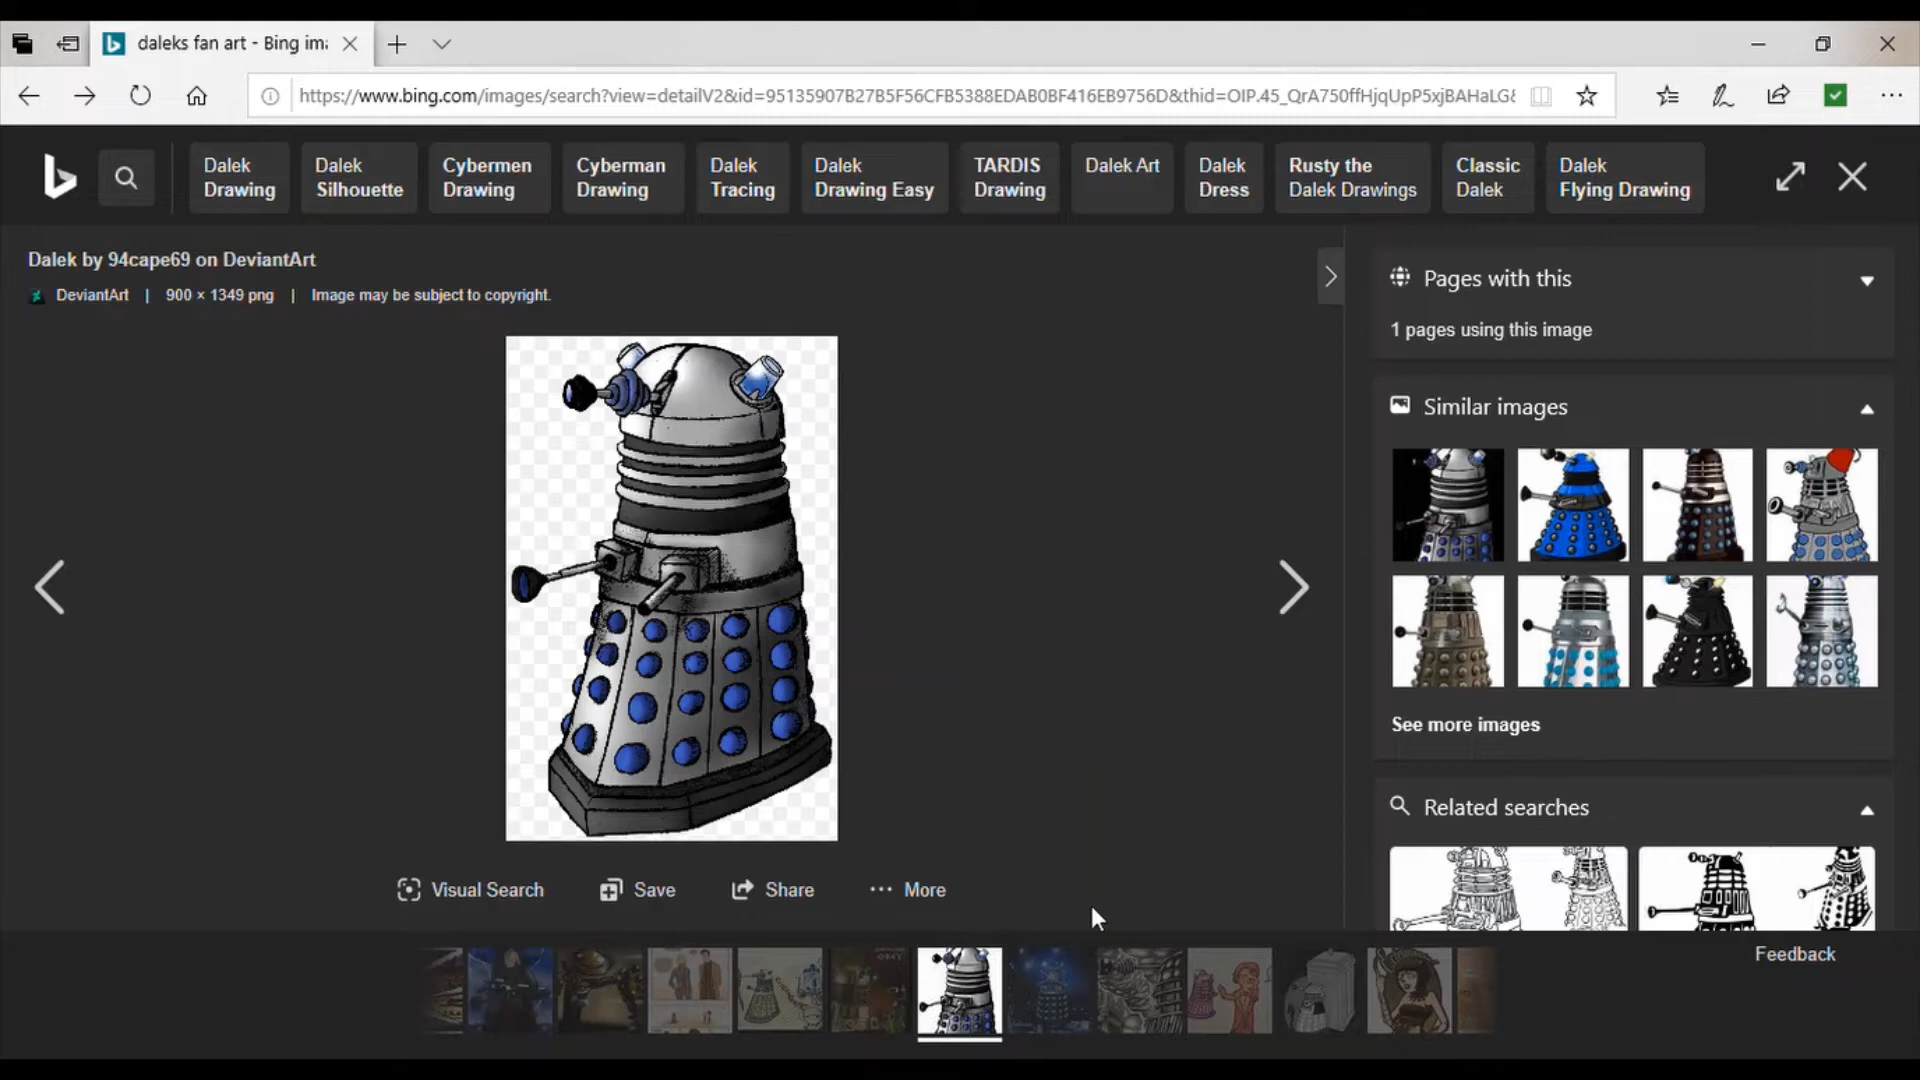 daleks fan art - Bing im
https://www.bing.com/images/search?view=detailV2&id=95135907B27B5F56CFB5388EDAB0BF416EB9756D&thid=OIP.45_QrA750ffHjqUpP5xjBAHaLG&
Dalek Drawing
Dalek Silhouette
Cybermen Drawing
Cyberman Drawing
Dalek Tracing
Dalek Drawing Easy
TARDIS Drawing
Dalek Art
Dalek Dress
Rusty the Dalek Drawings
Classic Dalek
Dalek Flying Drawing
Dalek by 94cape69 on DeviantArt
DeviantArt | 900 × 1349 png | Image may be subject to copyright.
Pages with this
1 pages using this image
Similar images
See more images
Related searches
Visual Search
Save
Share
More
Feedback